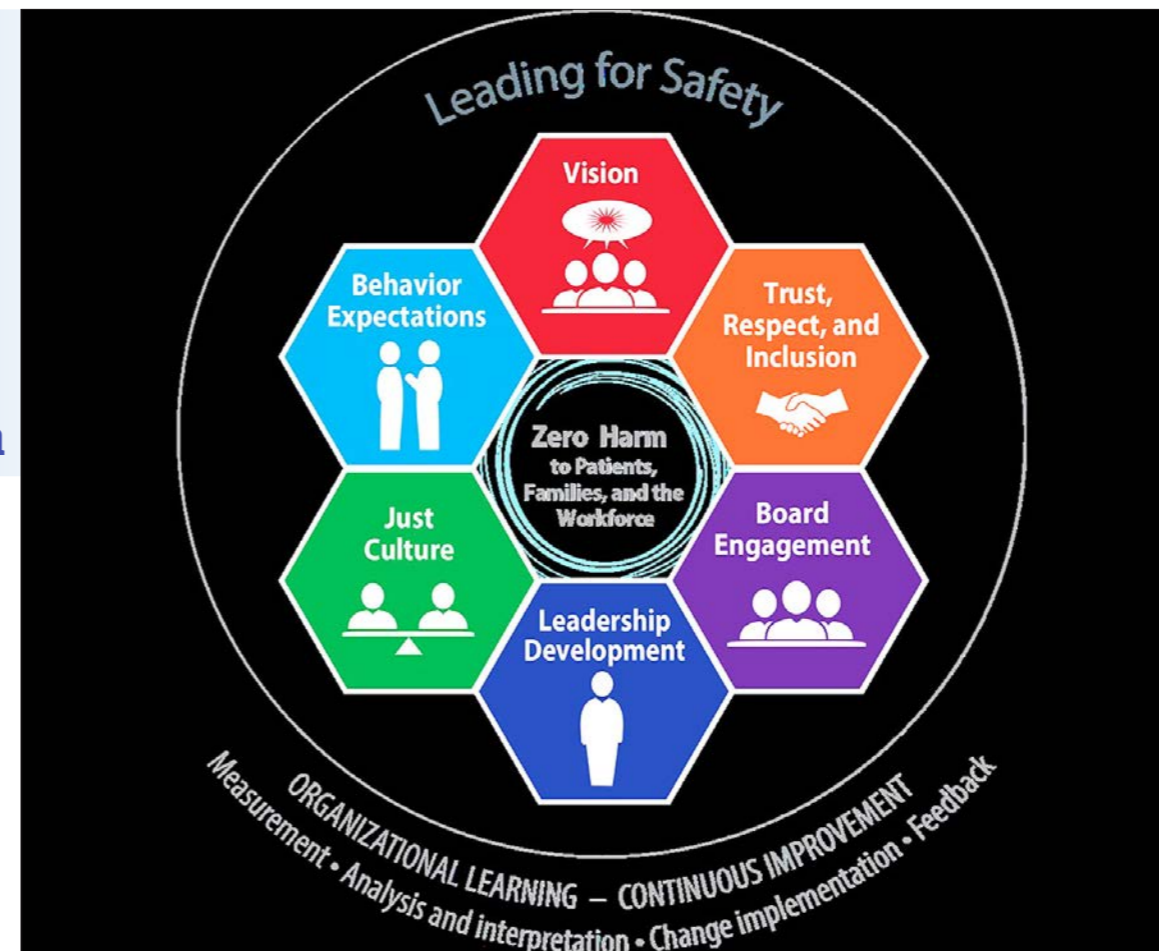 Leading for Safety
Vision
Behavior
Expectations
Trust,
Respect, and
Inclusion
Zero Harm
to Patients,
Families, and the
Workforce
Just
Culture
Board
Engagement
Leadership
Development
ORGANIZATIONAL LEARNING – CONTINUOUS IMPROVEMENT
Measurement • Analysis and interpretation • Change implementation • Feedback